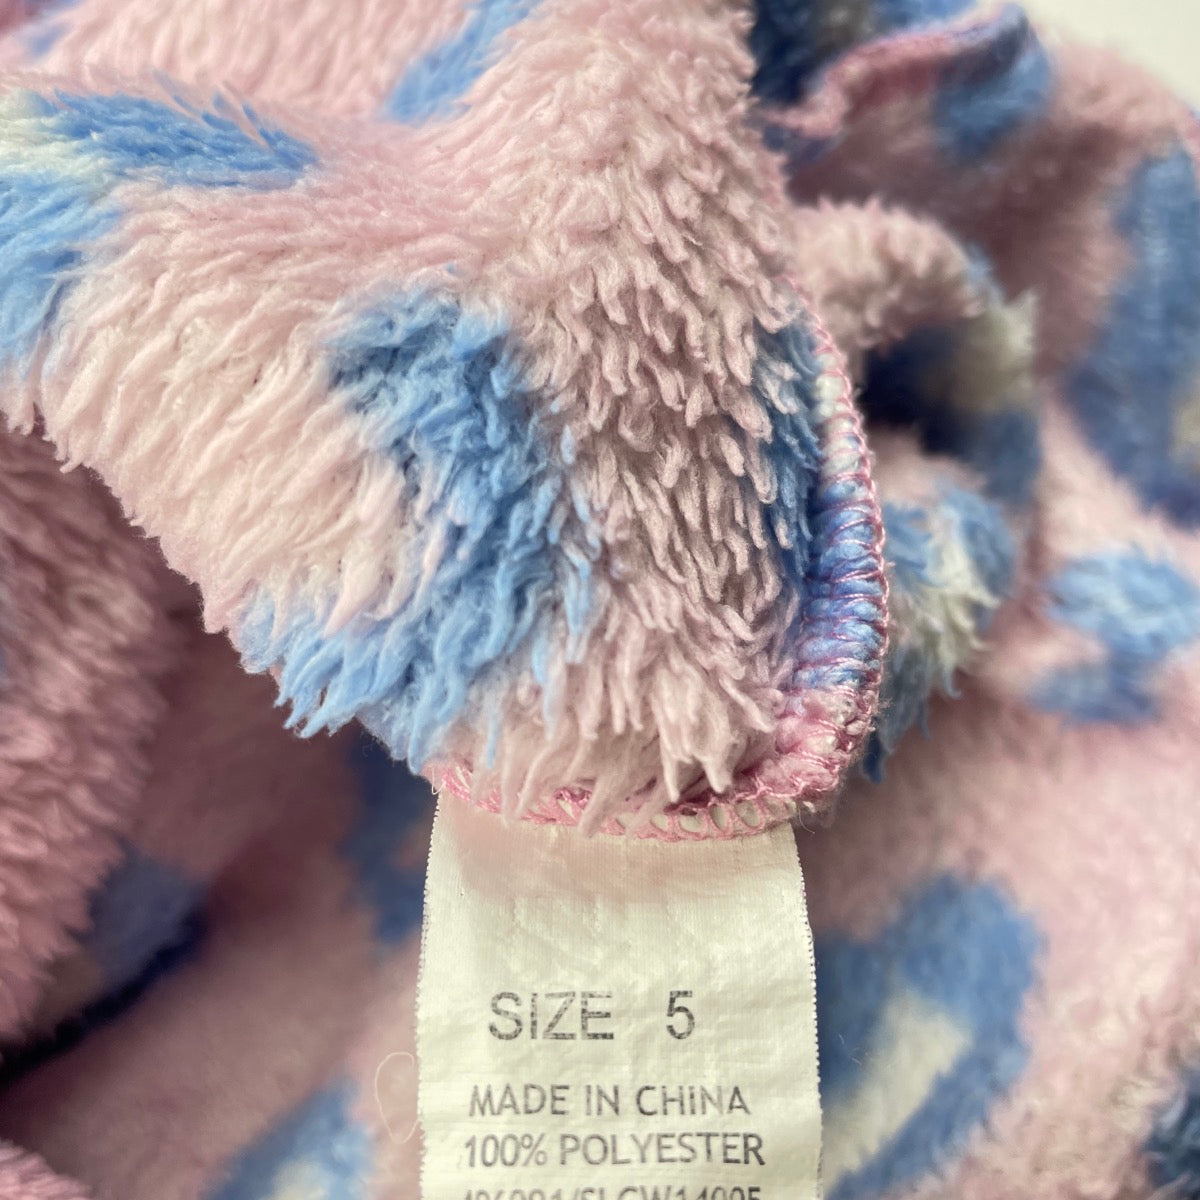 SIZE 5
MADE IN CHINA
100% POLYESTER